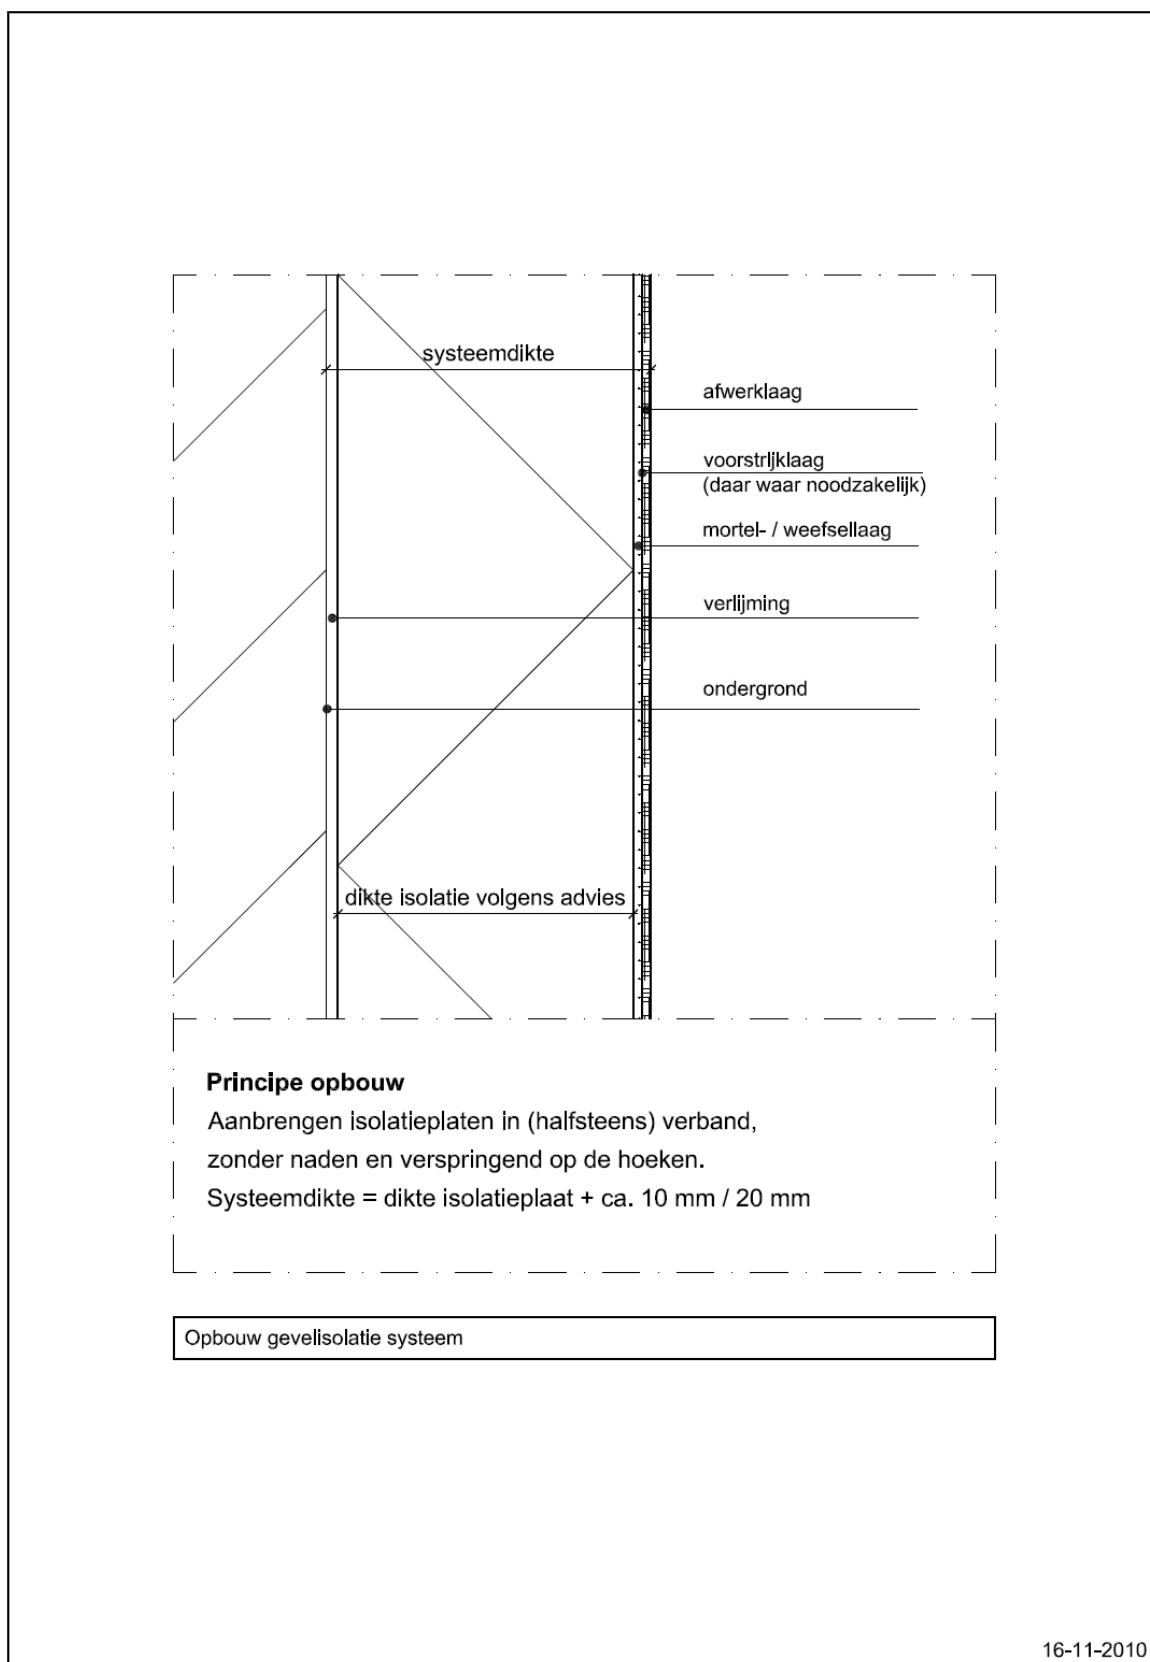 systeemdikte
afwerklaag
voorstrijklaag
(daar waar noodzakelijk)
mortel- / weefsellaag
verlijming
ondergrond
dikte isolatie volgens advies
Principe opbouw
Aanbrengen isolatieplaten in (halfsteens) verband,
zonder naden en verspringend op de hoeken.
Systeemdikte = dikte isolatieplaat + ca. 10 mm / 20 mm
Opbouw gevelisolatie systeem
16-11-2010